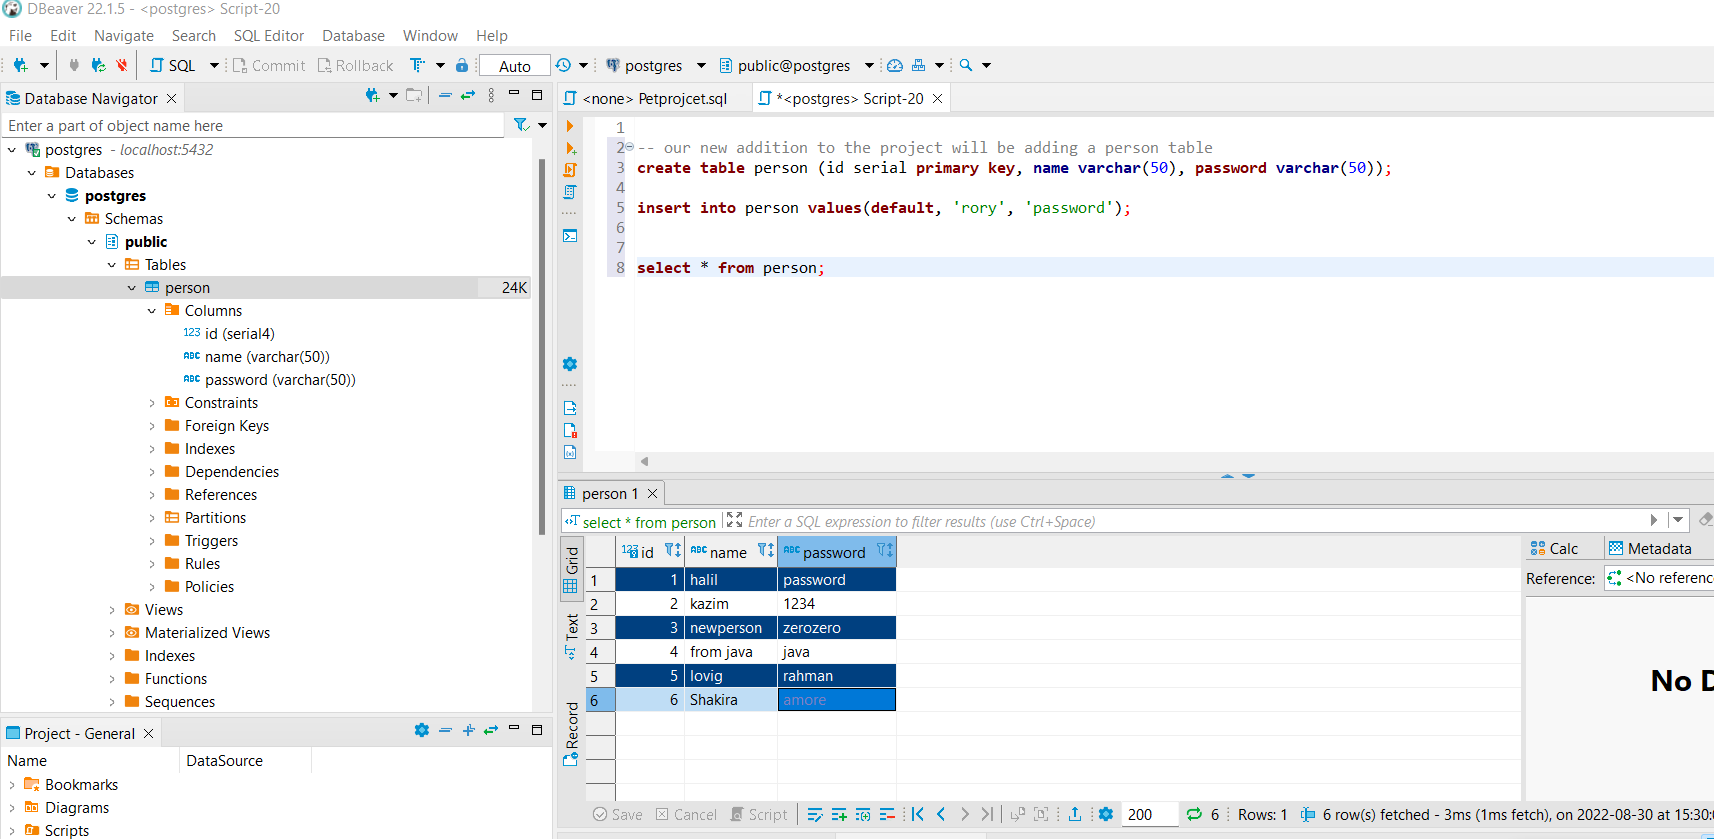 DBeaver 22.1.5 - <postgres> Script-20
File Edit Navigate Search SQL Editor Database Window Help
SQL Commit Rollback Auto postgres public@postgres
Database Navigator
Enter a part of object name here
postgres - localhost:5432
Databases
postgres
Schemas
public
Tables
person 24K
Columns
123 id (serial4)
ABC name (varchar(50))
ABC password (varchar(50))
Constraints
Foreign Keys
Indexes
Dependencies
References
Partitions
Triggers
Rules
Policies
Views
Materialized Views
Indexes
Functions
Sequences
Project - General
Name DataSource
Bookmarks
Diagrams
Scripts
<none> Petprojcet.sql *<postgres> Script-20
1
2 -- our new addition to the project will be adding a person table
3 create table person (id serial primary key, name varchar(50), password varchar(50));
4
5 insert into person values(default, 'rory', 'password');
6
7
8 select * from person;
person 1
select * from person Enter a SQL expression to filter results (use Ctrl+Space)
Grid
Text
Record
123 id ABC name ABC password
1 1 halil password
2 2 kazim 1234
3 3 newperson zerozero
4 4 from java java
5 5 lovig rahman
6 6 Shakira amore
Calc Metadata
Reference: <No referenc
No D
Save Cancel Script 200 6 Rows: 1 6 row(s) fetched - 3ms (1ms fetch), on 2022-08-30 at 15:30: